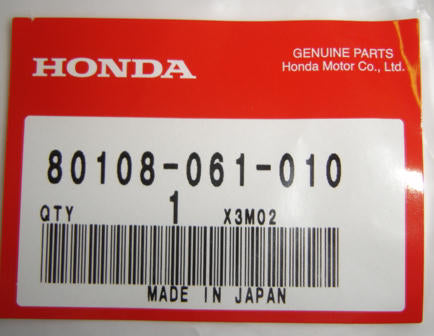 HONDA
GENUINE PARTS
Honda Motor Co., Ltd.
80108-061-010
QTY 1 X3M02
MADE IN JAPAN